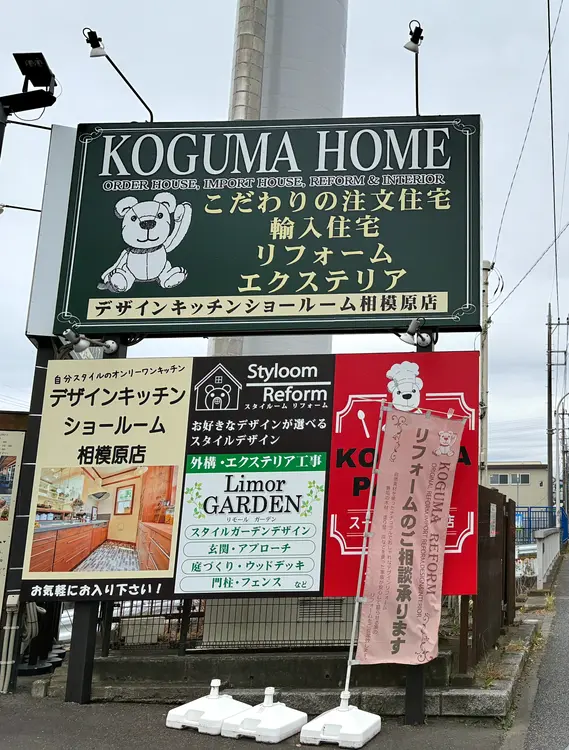 KOGUMA HOME
ORDER HOUSE, IMPORT HOUSE, REFORM & INTERIOR
こだわりの注文住宅
輸入住宅
リフォーム
エクステリア
デザインキッチンショールーム相模原店
自分スタイルのオンリーワンキッチン
デザインキッチン
ショールーム
相模原店
お気軽にお入り下さい!
Styloom
Reform
スタイルーム リフォーム
お好きなデザインが選べる
スタイルデザイン
外構・エクステリア工事
Limor
GARDEN
リモール ガーデン
スタイルガーデンデザイン
玄関・アプローチ
庭づくり・ウッドデッキ
門柱・フェンス など
KO
P
スー
店
KOGUMA REFORM
リフォームのご相談承ります